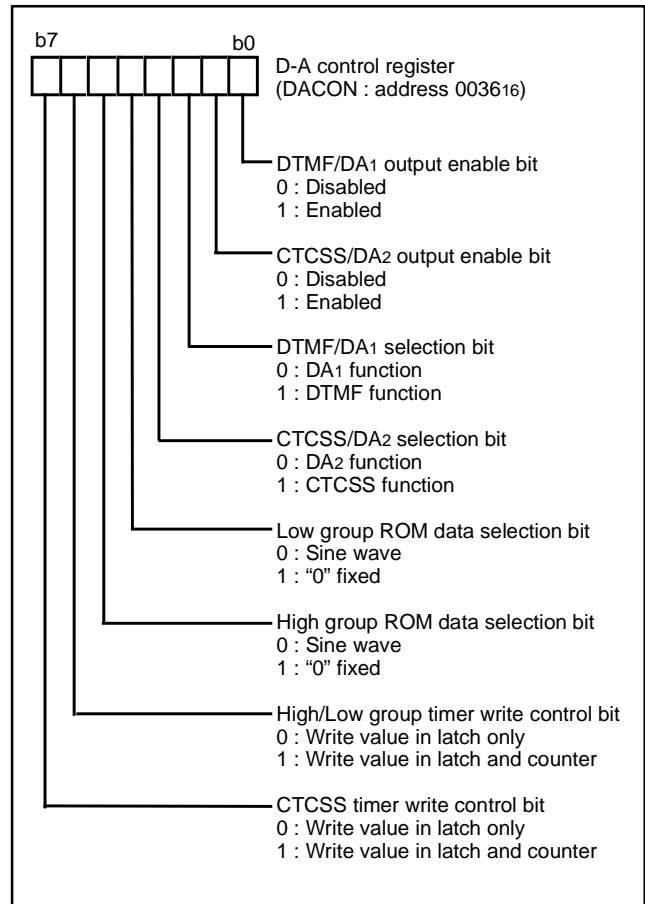 b7 b0
D-A control register
(DACON : address 003616)
DTMF/DA1 output enable bit
0 : Disabled
1 : Enabled
CTCSS/DA2 output enable bit
0 : Disabled
1 : Enabled
DTMF/DA1 selection bit
0 : DA1 function
1 : DTMF function
CTCSS/DA2 selection bit
0 : DA2 function
1 : CTCSS function
Low group ROM data selection bit
0 : Sine wave
1 : “0” fixed
High group ROM data selection bit
0 : Sine wave
1 : “0” fixed
High/Low group timer write control bit
0 : Write value in latch only
1 : Write value in latch and counter
CTCSS timer write control bit
0 : Write value in latch only
1 : Write value in latch and counter